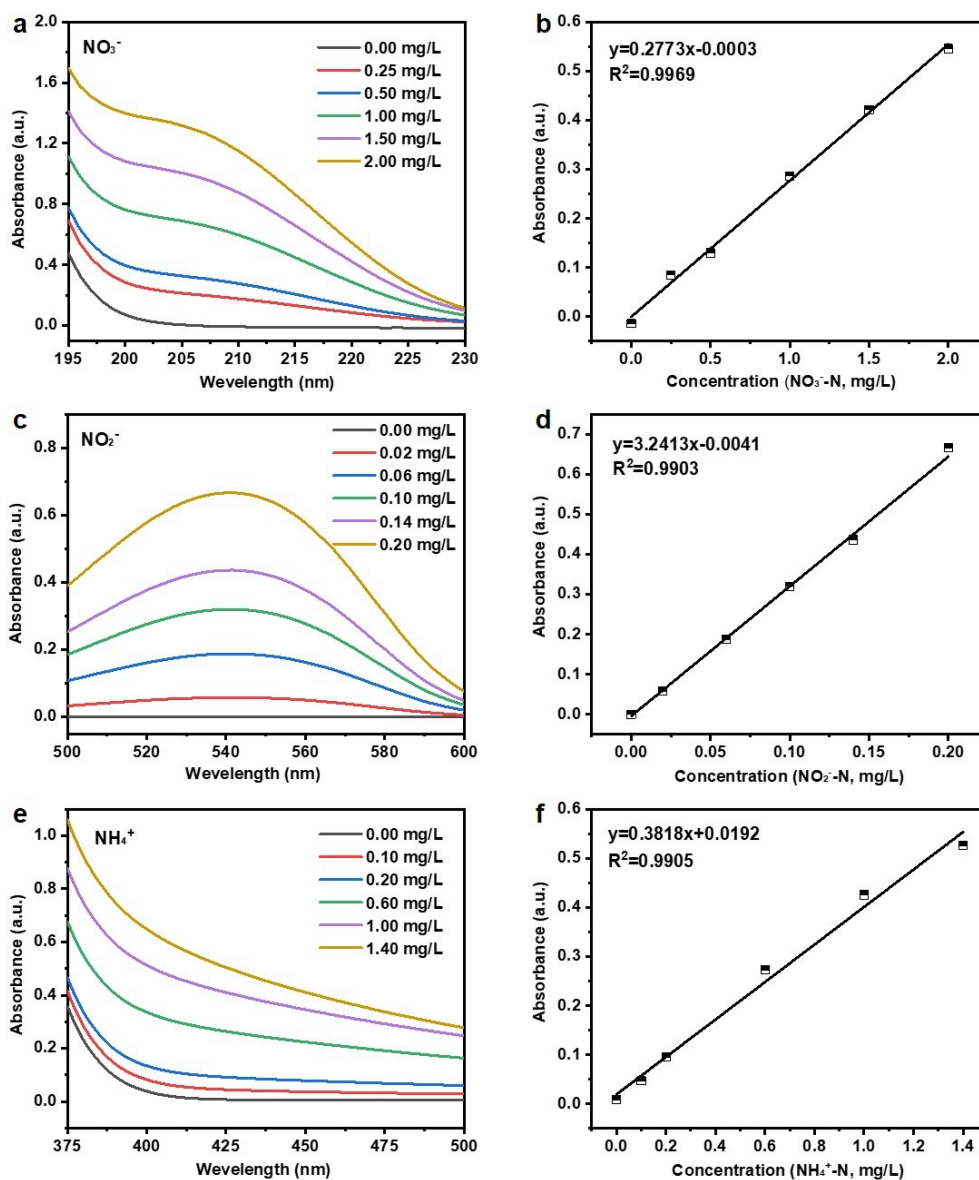 a
NO₃⁻
0.00 mg/L
0.25 mg/L
0.50 mg/L
1.00 mg/L
1.50 mg/L
2.00 mg/L
2.0
1.6
1.2
0.8
0.4
0.0
Absorbance (a.u.)
195 200 205 210 215 220 225 230
Wavelength (nm)
b
y=0.2773x-0.0003
R²=0.9969
0.6
0.5
0.4
0.3
0.2
0.1
0.0
Absorbance (a.u.)
0.0 0.5 1.0 1.5 2.0
Concentration (NO₃⁻-N, mg/L)
c
NO₂⁻
0.00 mg/L
0.02 mg/L
0.06 mg/L
0.10 mg/L
0.14 mg/L
0.20 mg/L
0.8
0.6
0.4
0.2
0.0
Absorbance (a.u.)
500 520 540 560 580 600
Wavelength (nm)
d
y=3.2413x-0.0041
R²=0.9903
0.7
0.6
0.5
0.4
0.3
0.2
0.1
0.0
Absorbance (a.u.)
0.00 0.05 0.10 0.15 0.20
Concentration (NO₂⁻-N, mg/L)
e
NH₄⁺
0.00 mg/L
0.10 mg/L
0.20 mg/L
0.60 mg/L
1.00 mg/L
1.40 mg/L
1.0
0.8
0.6
0.4
0.2
0.0
Absorbance (a.u.)
375 400 425 450 475 500
Wavelength (nm)
f
y=0.3818x+0.0192
R²=0.9905
0.6
0.5
0.4
0.3
0.2
0.1
0.0
Absorbance (a.u.)
0.0 0.2 0.4 0.6 0.8 1.0 1.2 1.4
Concentration (NH₄⁺-N, mg/L)